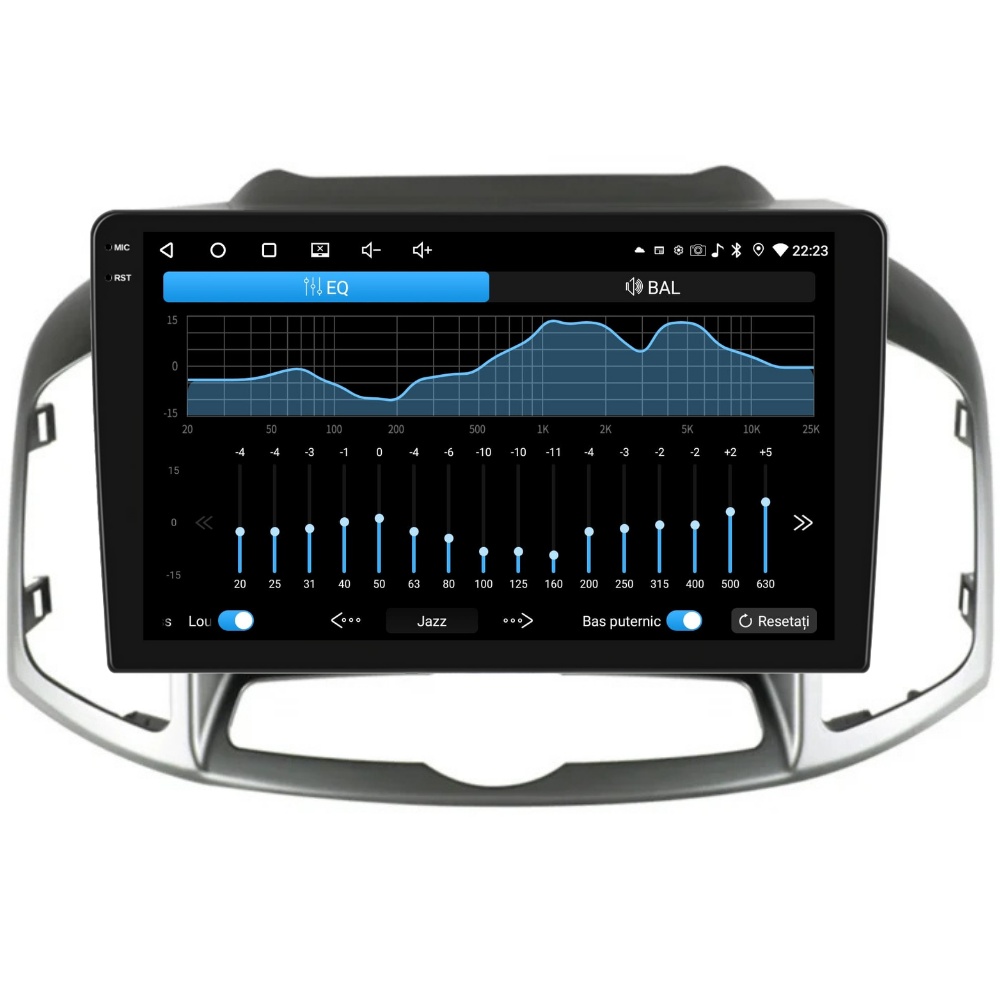 MIC
RST
22:23
EQ
BAL
15
0
-15
20 50 100 200 500 1K 2K 5K 10K 25K
-4 -4 -3 -1 0 -4 -6 -10 -10 -11 -4 -3 -2 -2 +2 +5
15
0
-15
20 25 31 40 50 63 80 100 125 160 200 250 315 400 500 630
s Lou Jazz Bas puternic Resetați